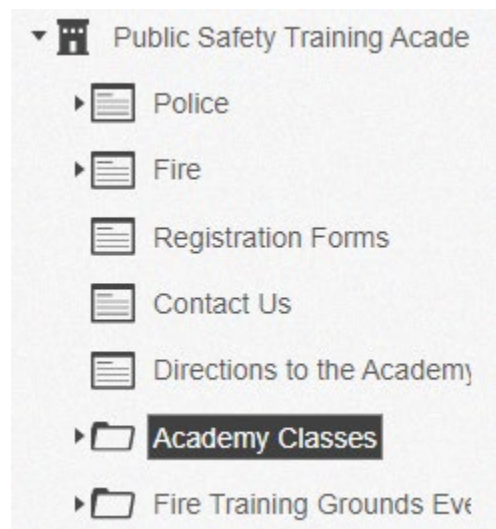 Public Safety Training Acade
Police
Fire
Registration Forms
Contact Us
Directions to the Academy
Academy Classes
Fire Training Grounds Eve